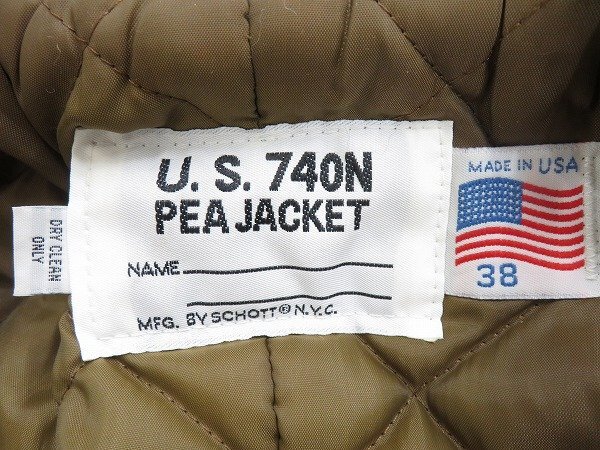 U. S. 740N
PEA JACKET
NAME
MFG. BY SCHOTT® N.Y.C.
DRY CLEAN
ONLY
MADE IN USA
38